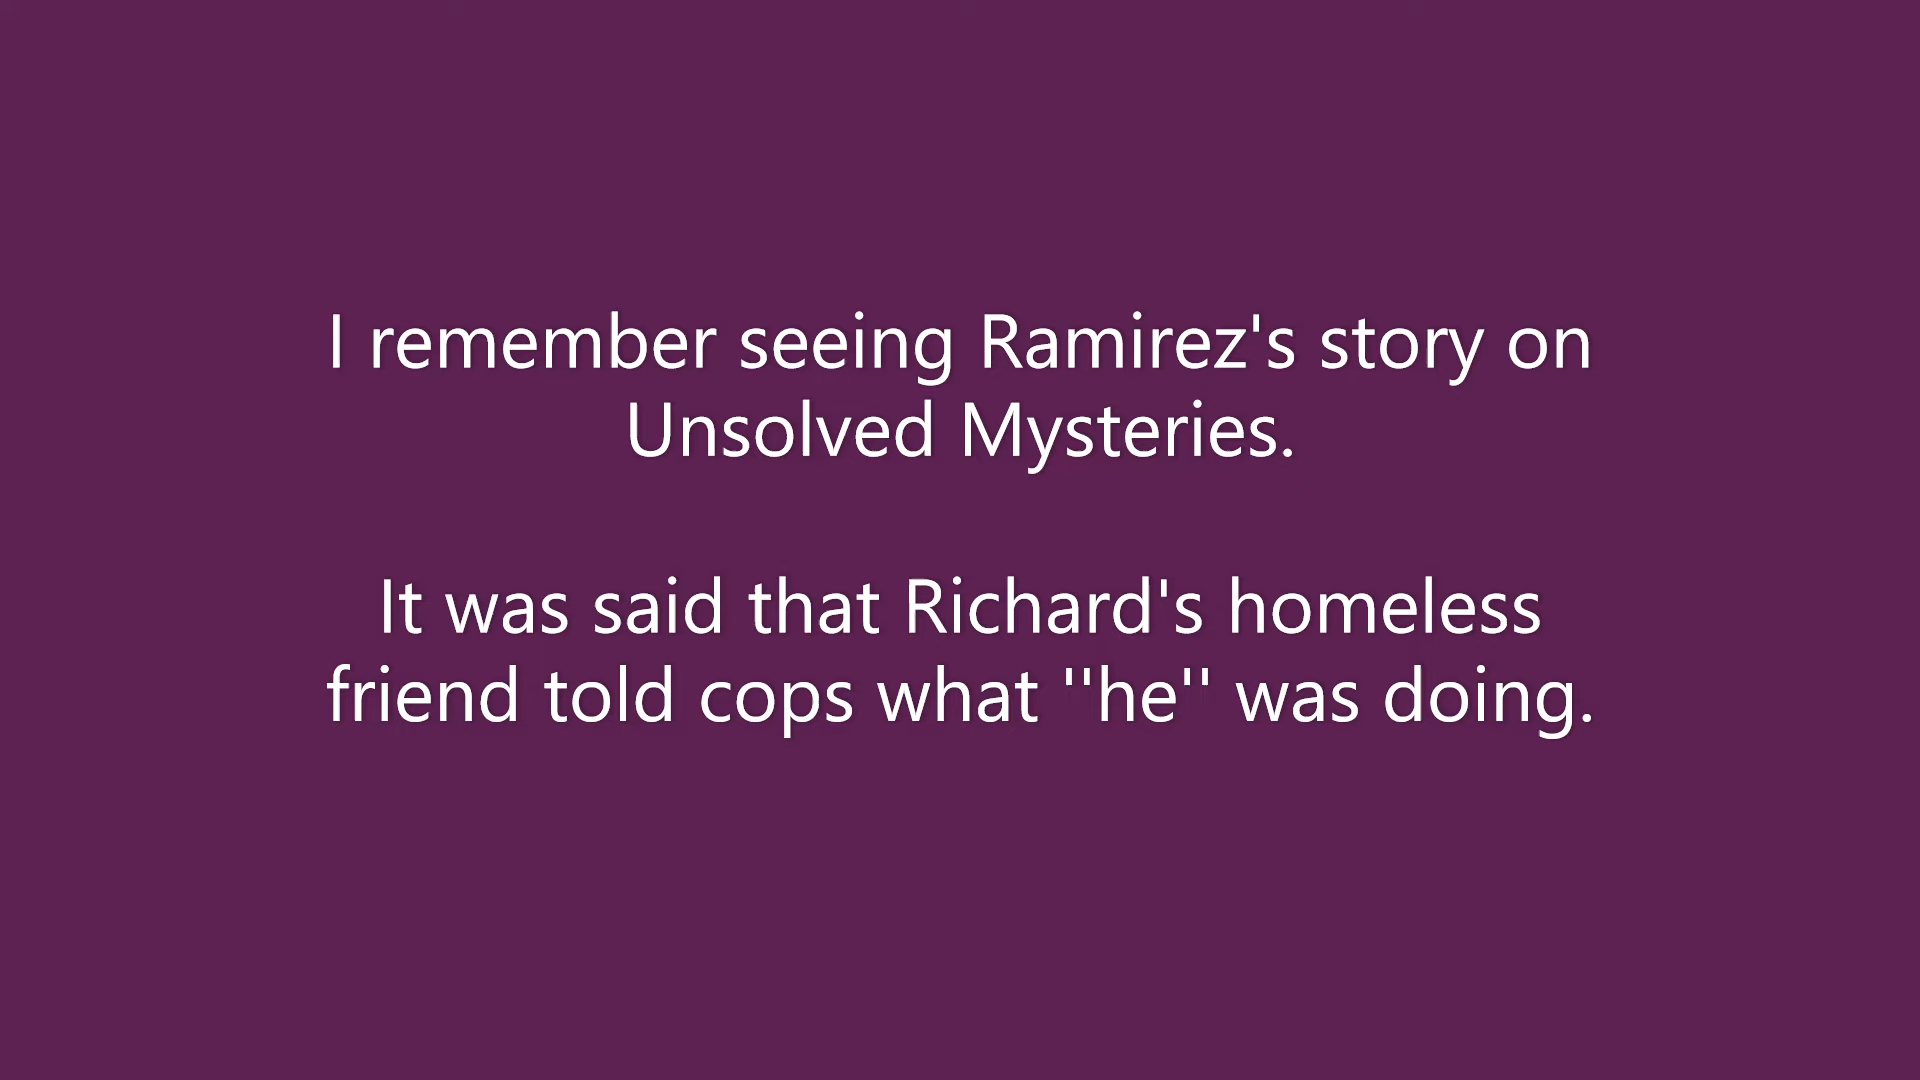 I remember seeing Ramirez's story on
Unsolved Mysteries.
It was said that Richard's homeless
friend told cops what ''he'' was doing.